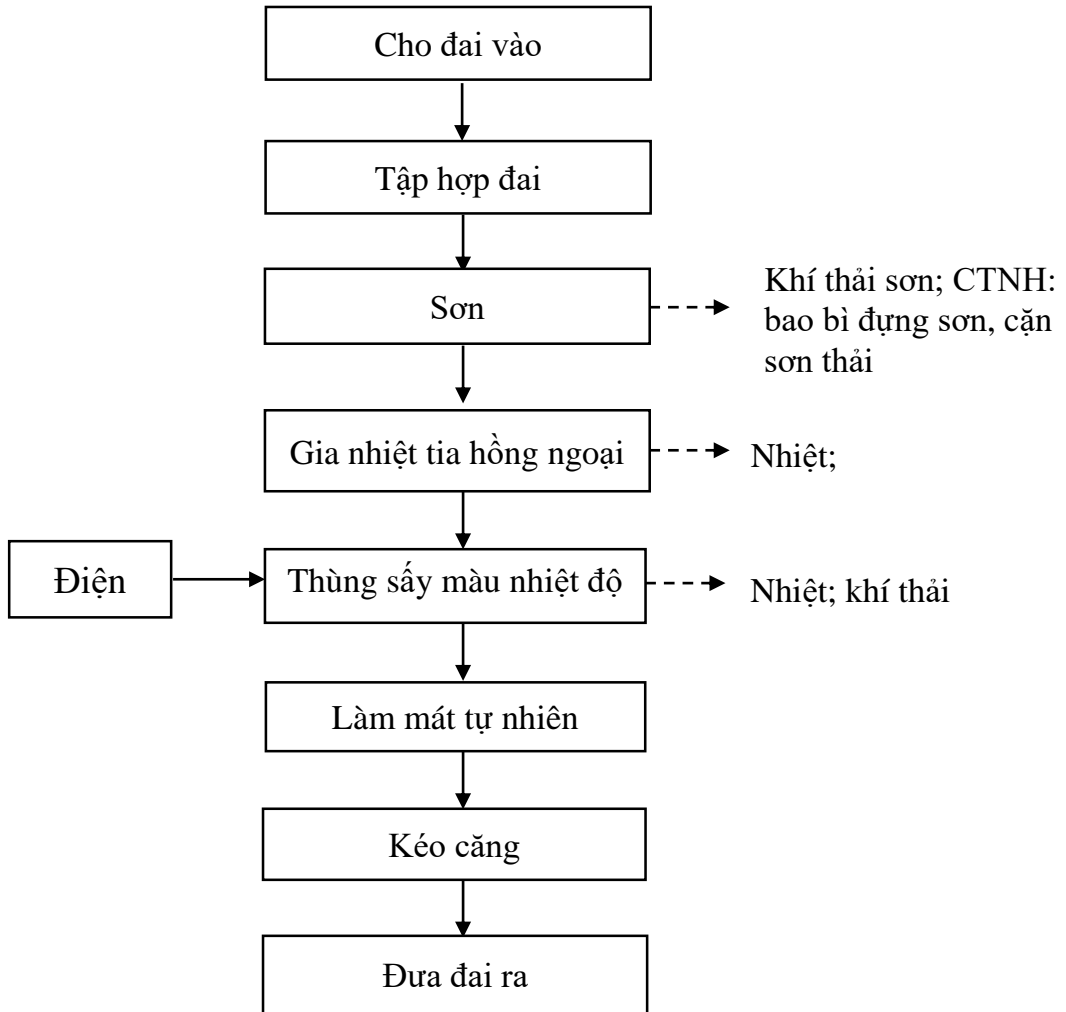 Cho đai vào
Tập hợp đai
Sơn
Khí thải sơn; CTNH:
bao bì đựng sơn, cặn
sơn thải
Gia nhiệt tia hồng ngoại
Nhiệt;
Điện
Thùng sấy màu nhiệt độ
Nhiệt; khí thải
Làm mát tự nhiên
Kéo căng
Đưa đai ra